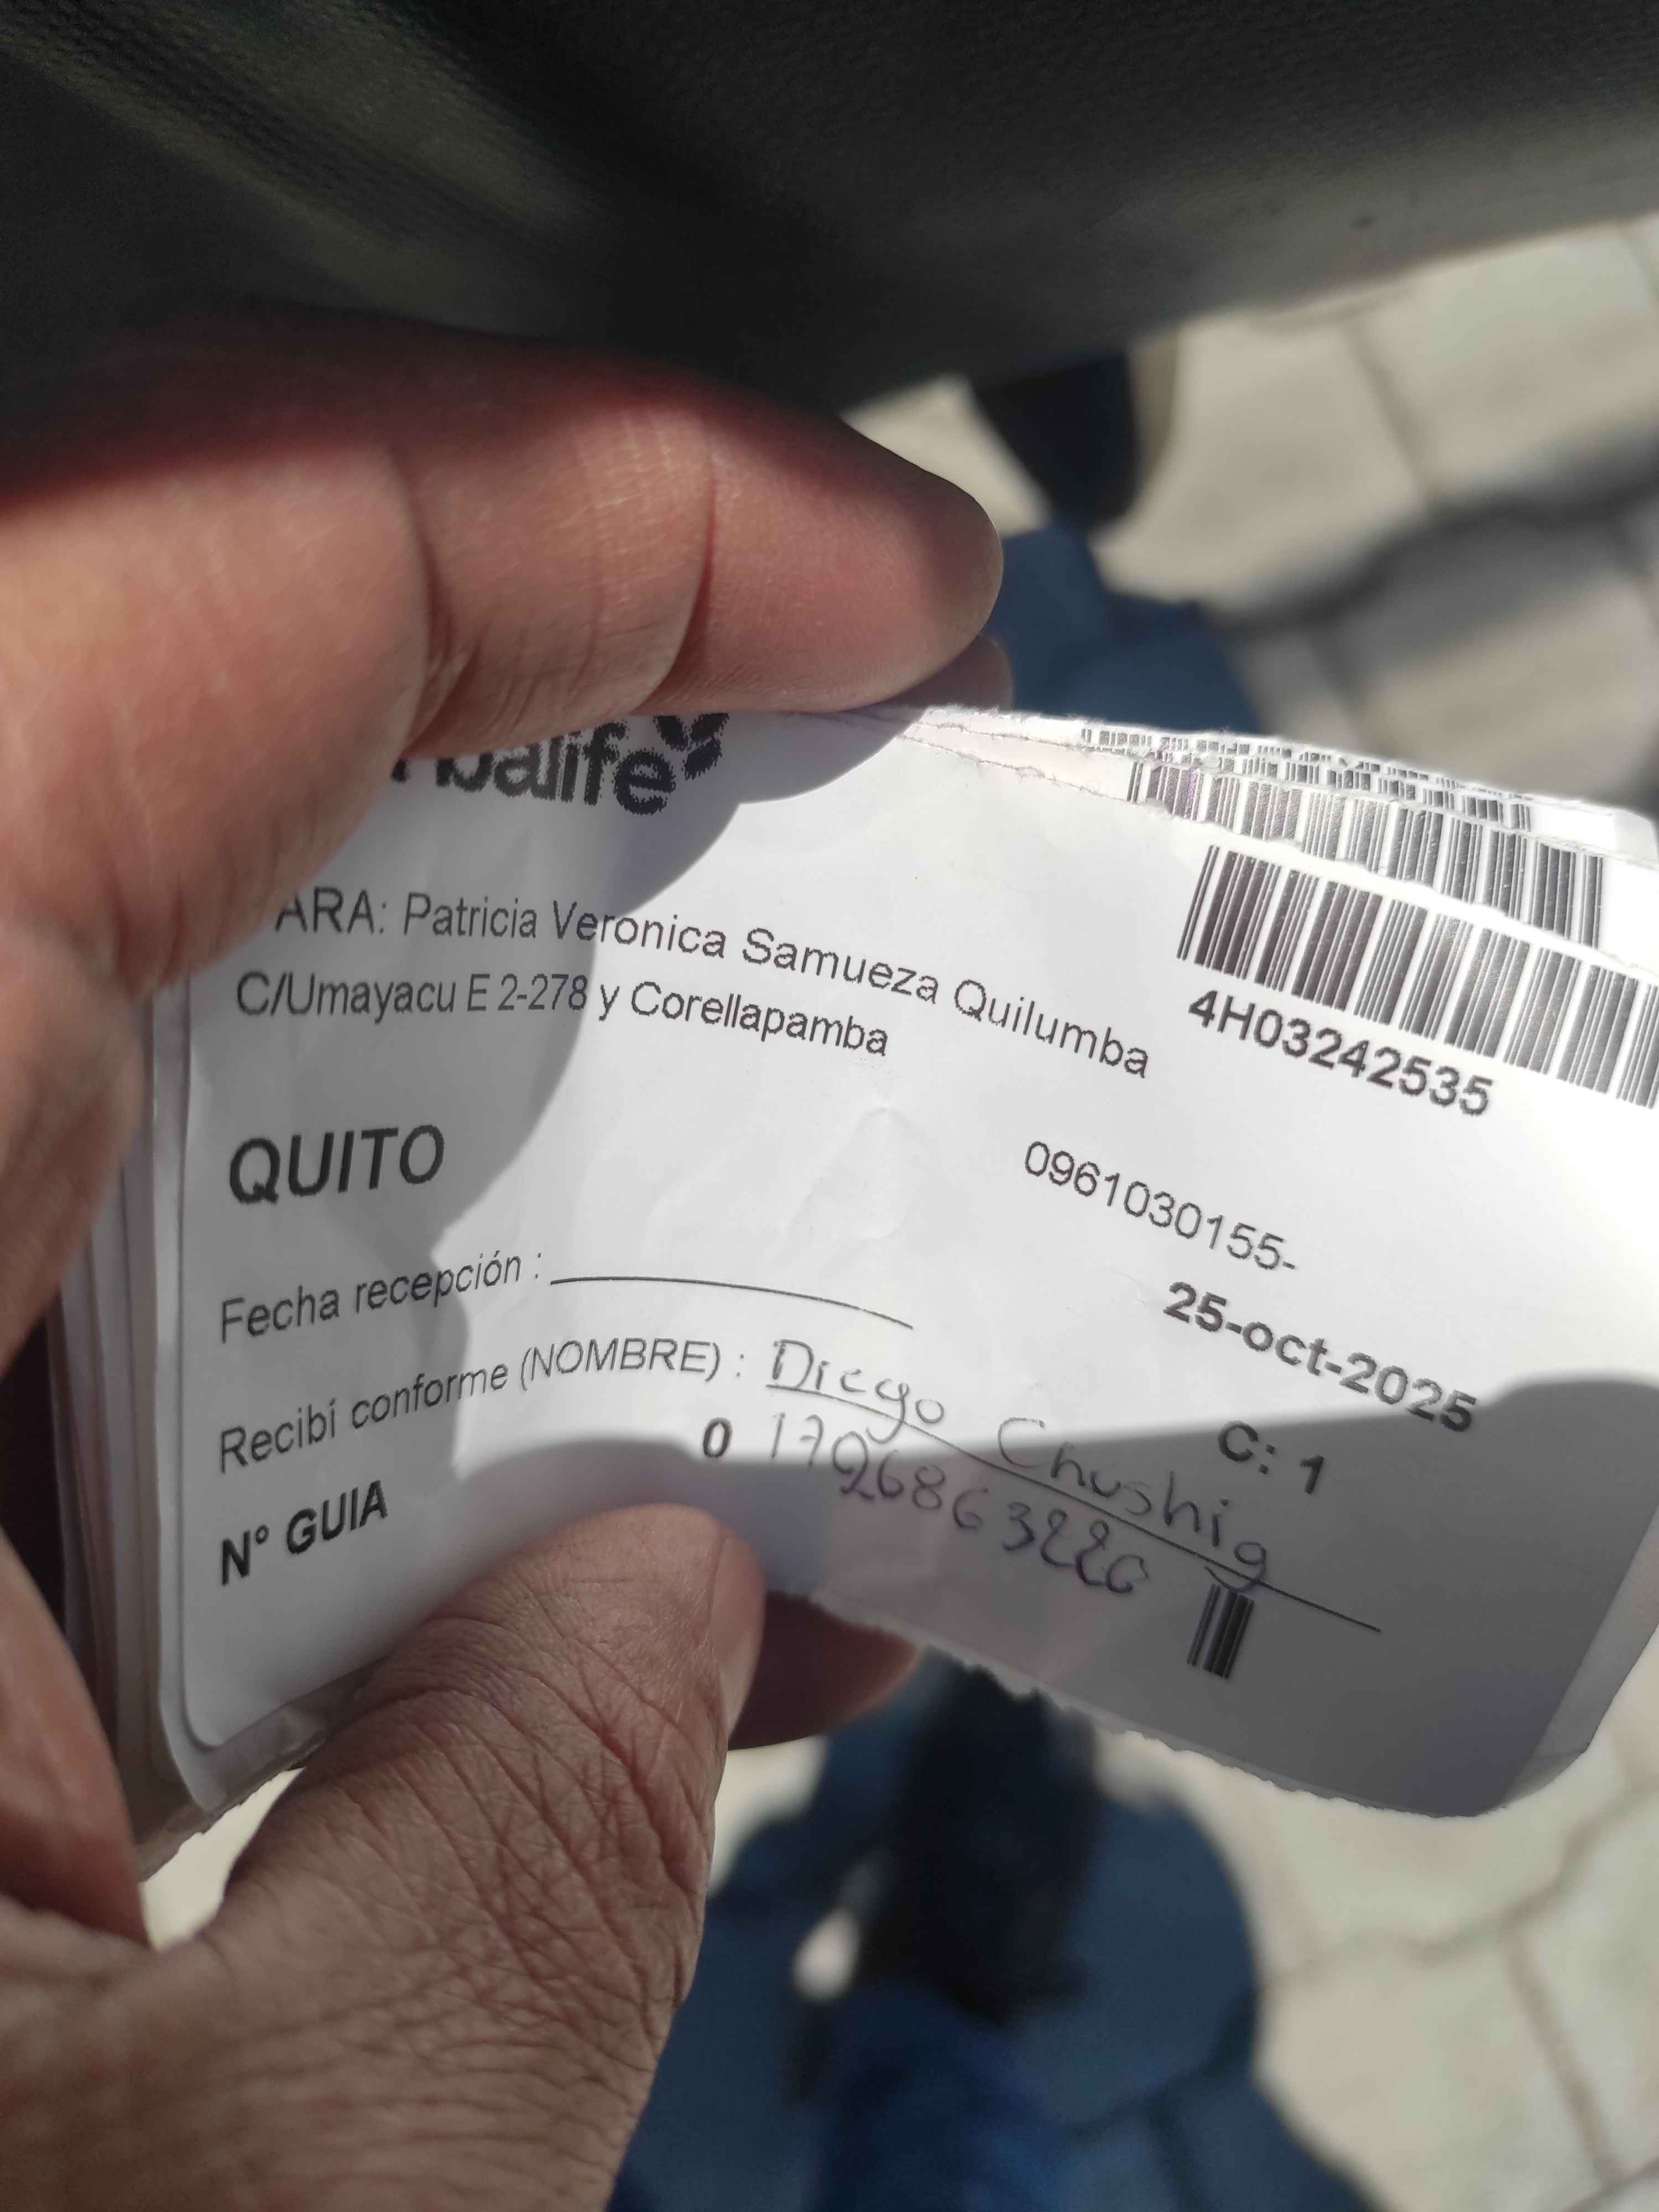 balife
ARA: Patricia Veronica Samueza Quilumba
C/Umayacu E 2-278 y Corellapamba
4H03242535
QUITO
0961030155-
Fecha recepción :
25-oct-2025
Recibí conforme (NOMBRE) : Diego Chushig
C: 1
N° GUIA
0